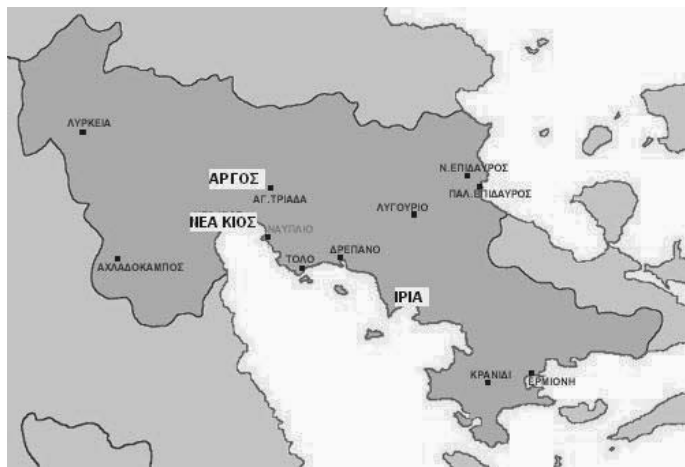 ΛΥΡΚΕΙΑ
Ν.ΕΠΙΔΑΥΡΟΣ
ΑΡΓΟΣ
ΠΑΛ.ΕΠΙΔΑΥΡΟΣ
ΑΓ.ΤΡΙΑΔΑ
ΛΥΓΟΥΡΙΟ
ΝΕΑ ΚΙΟΣ
ΝΑΥΠΛΙΟ
ΔΡΕΠΑΝΟ
ΤΟΛΟ
ΑΧΛΑΔΟΚΑΜΠΟΣ
ΙΡΙΑ
ΚΡΑΝΙΔΙ
ΕΡΜΙΟΝΗ